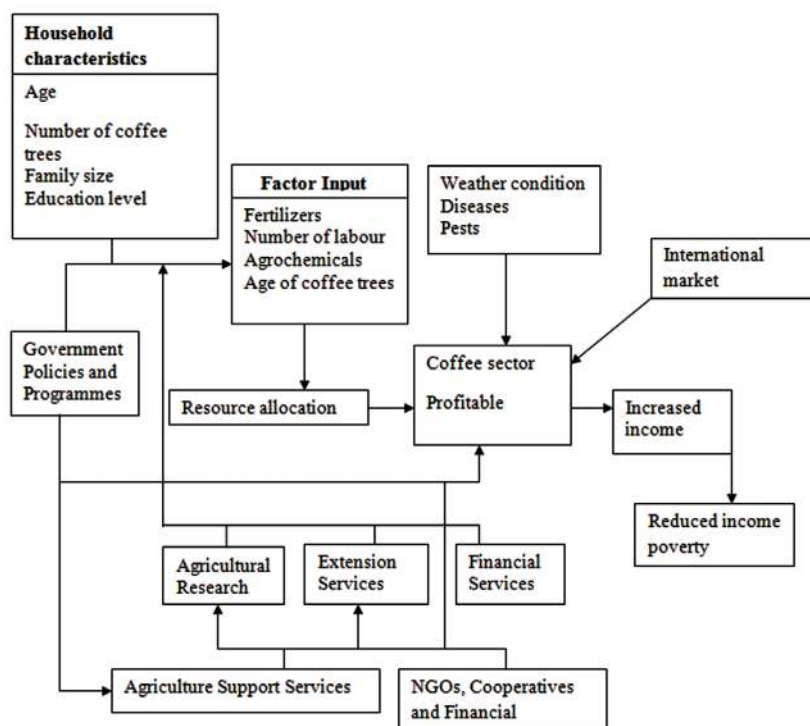 Household
characteristics
Age
Number of coffee
trees
Family size
Education level
Factor Input
Fertilizers
Number of labour
Agrochemicals
Age of coffee trees
Weather condition
Diseases
Pests
International
market
Government
Policies and
Programmes
Resource allocation
Coffee sector
Profitable
Increased
income
Reduced income
poverty
Agricultural
Research
Extension
Services
Financial
Services
Agriculture Support Services
NGOs, Cooperatives
and Financial